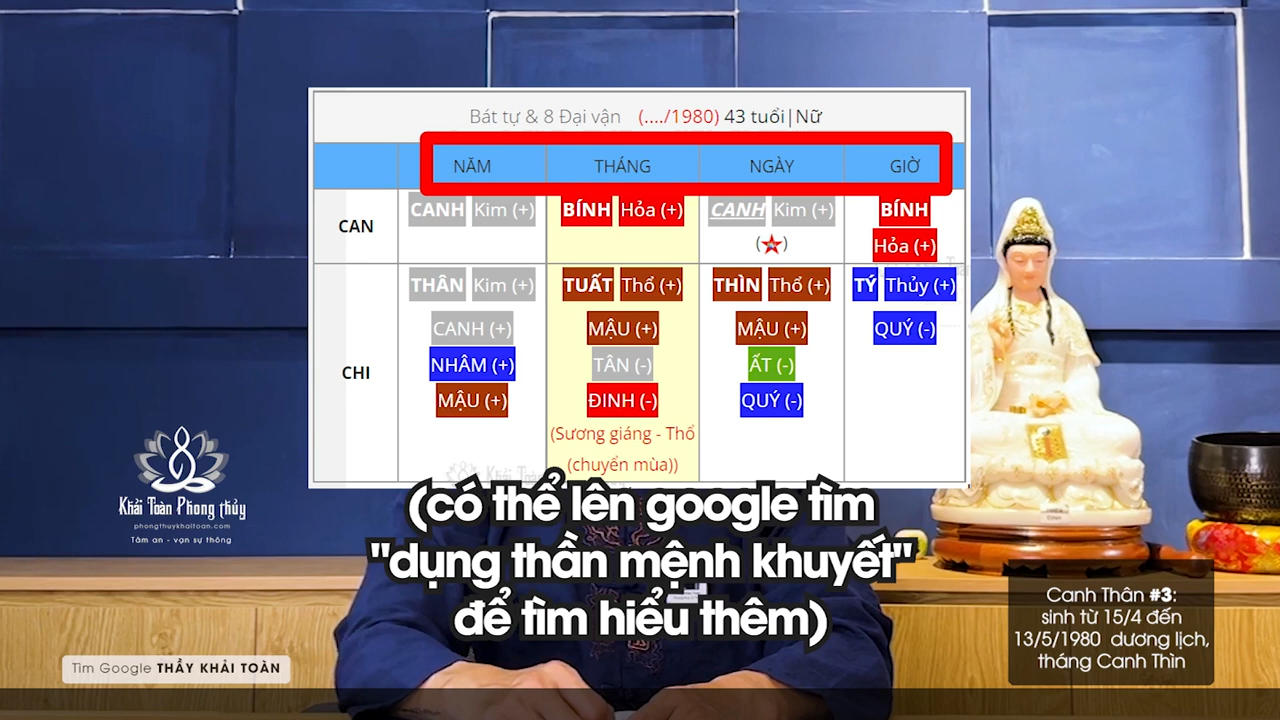 Bát tự & 8 Đại vận (..../1980) 43 tuổi|Nữ
NĂM THÁNG NGÀY GIỜ
CAN
CANH Kim (+) BÍNH Hỏa (+) CANH Kim (+) BÍNH
( ) Hỏa (+)
CHI
THÂN Kim (+) TUẤT Thổ (+) THÌN Thổ (+) TÝ Thủy (+)
CANH (+) MẬU (+) MẬU (+) QUÝ (-)
NHÂM (+) TÂN (-) ẤT (-)
MẬU (+) ĐINH (-) QUÝ (-)
(Sương giáng - Thổ
(chuyển mùa))
(có thể lên google tìm
"dụng thần mệnh khuyết"
để tìm hiểu thêm)
Khải Toàn Phong thủy
phongthuykhaitoan.com
Tâm an - vạn sự thông
Canh Thân #3:
sinh từ 15/4 đến
13/5/1980 dương lịch,
tháng Canh Thìn
Tìm Google THẦY KHẢI TOÀN